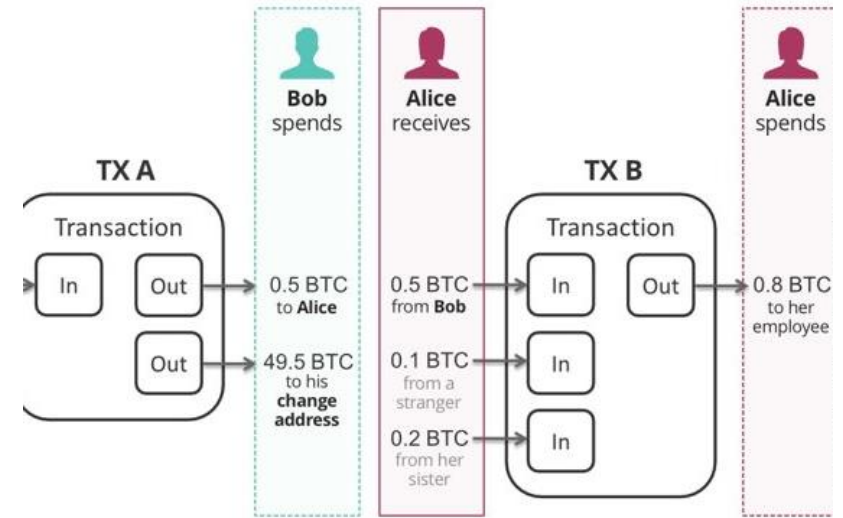 Bob
spends
Alice
receives
Alice
spends
TX A
TX B
Transaction
In
Out
Out
0.5 BTC
to Alice
49.5 BTC
to his
change
address
0.5 BTC
from Bob
0.1 BTC
from a
stranger
0.2 BTC
from her
sister
Transaction
In
In
In
Out
0.8 BTC
to her
employee